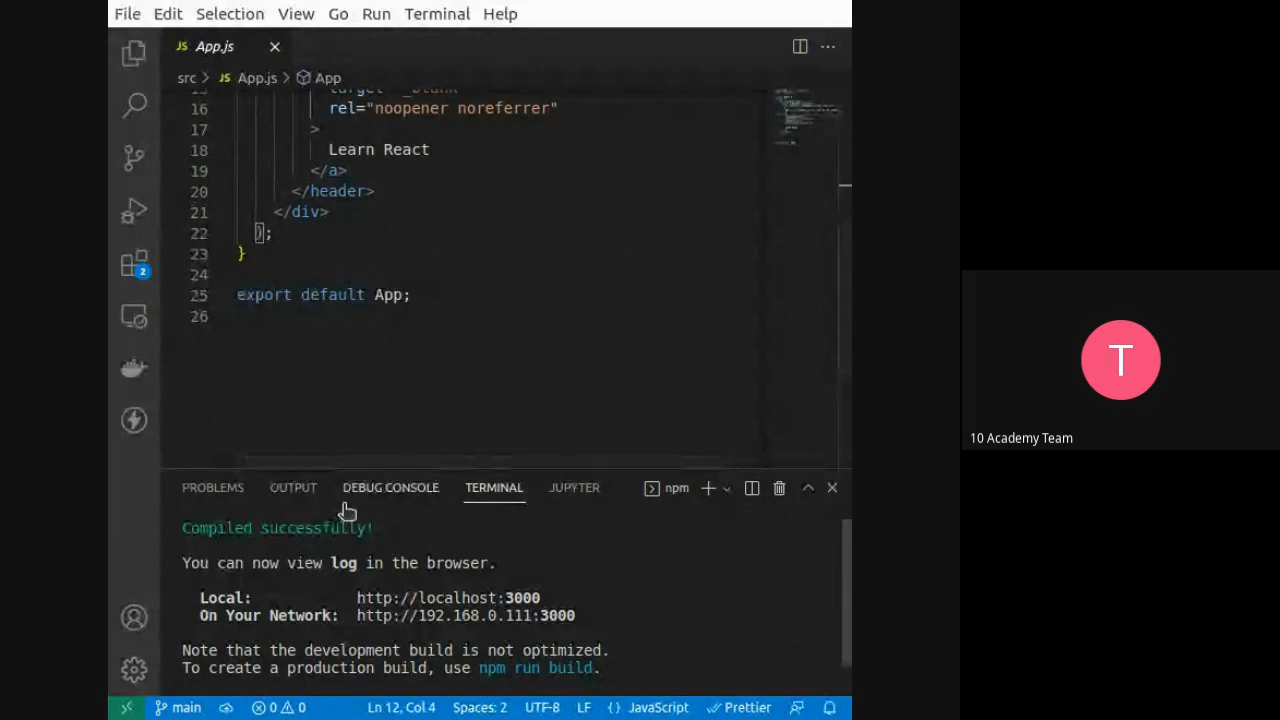 File Edit Selection View Go Run Terminal Help
JS App.js
src > JS App.js > App
15 target="_blank"
16 rel="noopener noreferrer"
17 >
18 Learn React
19 </a>
20 </header>
21 </div>
22 );
23 }
24
25 export default App;
26
2
PROBLEMS OUTPUT DEBUG CONSOLE TERMINAL JUPYTER npm
Compiled successfully!
You can now view log in the browser.
Local: http://localhost:3000
On Your Network: http://192.168.0.111:3000
Note that the development build is not optimized.
To create a production build, use npm run build.
main 0 0 Ln 12, Col 4 Spaces: 2 UTF-8 LF {} JavaScript Prettier
T
10 Academy Team